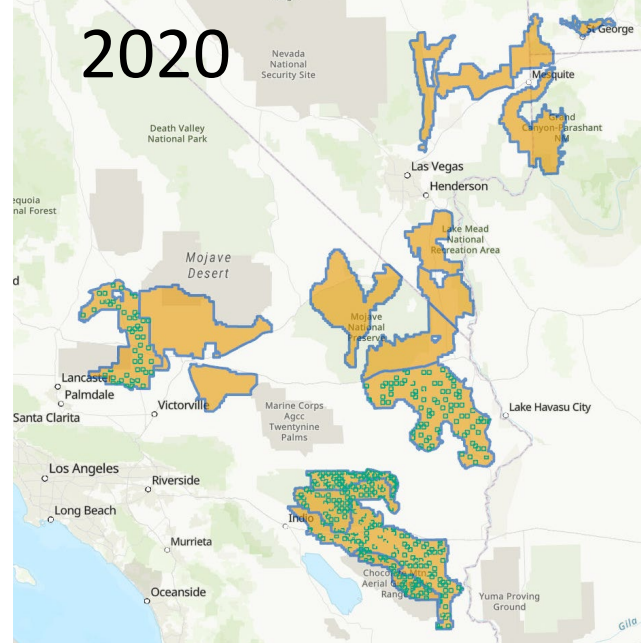 2020
Nevada
National
Security Site
St George
Mesquite
Grand
Canyon-Parashant
NM
Death Valley
National Park
Las Vegas
Henderson
equoia
nal Forest
Lake Mead
National
Recreation Area
Mojave
Desert
d
Mojave
National
Preserve
Lancaster
Palmdale
Victorville
Santa Clarita
Marine Corps
Agcc
Twentynine
Palms
Lake Havasu City
Los Angeles
Riverside
Long Beach
Indio
Murrieta
Oceanside
Aerial
Range
Yuma Proving
Ground
Gila